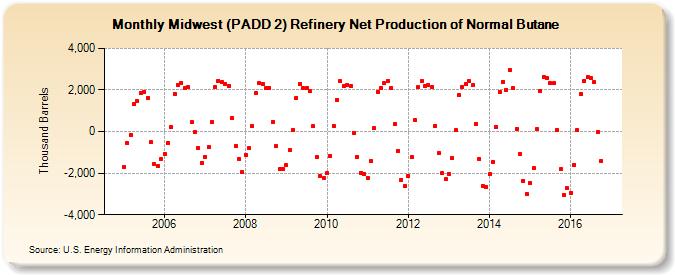 Monthly Midwest (PADD 2) Refinery Net Production of Normal Butane
Thousand Barrels
4,000
2,000
0
-2,000
-4,000
2006 2008 2010 2012 2014 2016
Source: U.S. Energy Information Administration